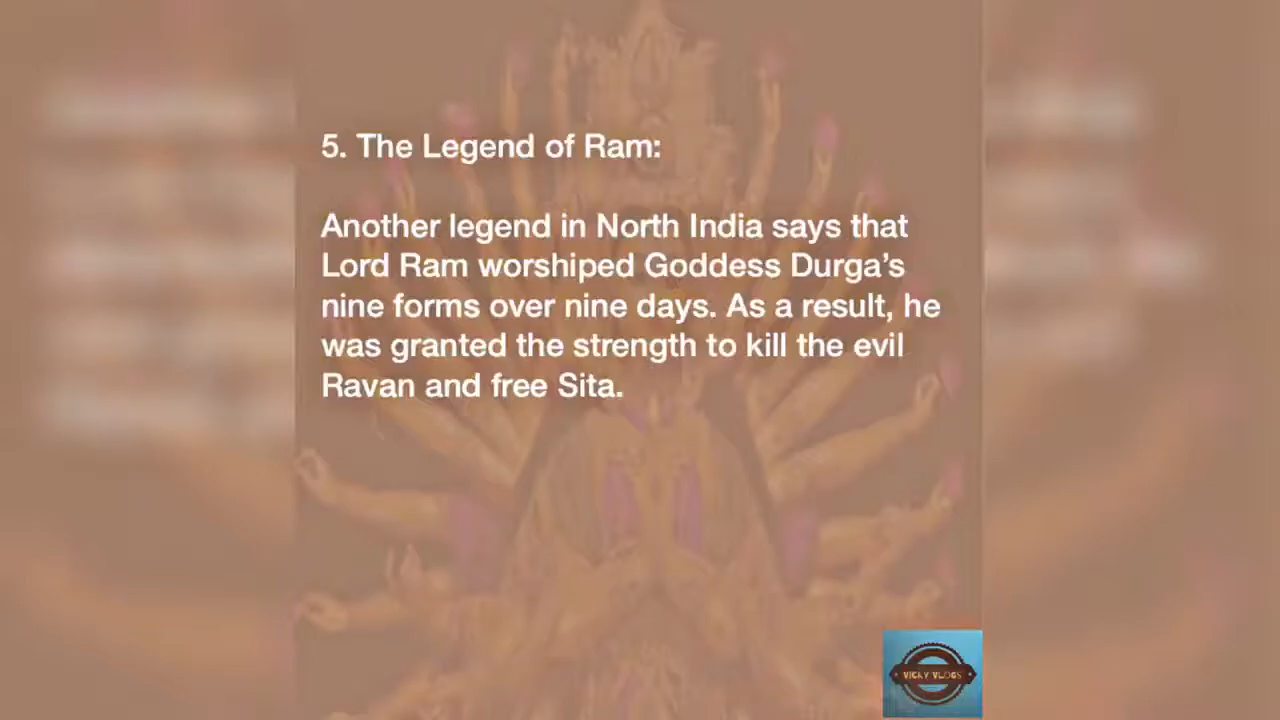 5. The Legend of Ram:
Another legend in North India says that
Lord Ram worshiped Goddess Durga’s
nine forms over nine days. As a result, he
was granted the strength to kill the evil
Ravan and free Sita.
VICKY VLOGS